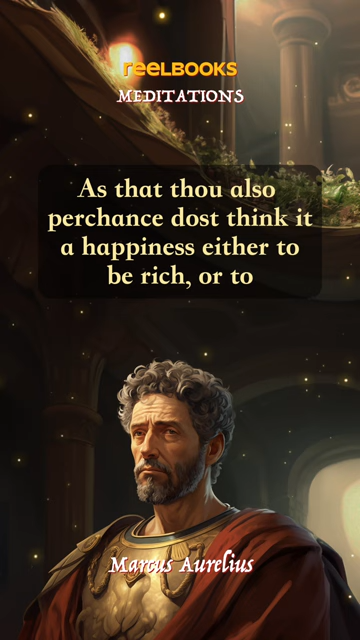 reelbooks
MEDITATIONS
As that thou also
perchance dost think it
a happiness either to
be rich, or to
Marcus Aurelius